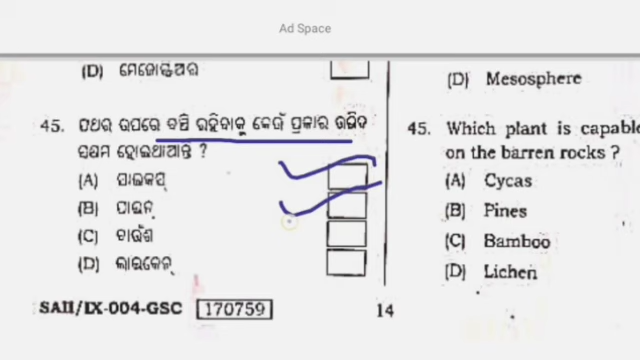 Ad Space
(D) ମେଜୋସ୍ଫିଅର
(D) Mesosphere
45. ପଥର ଉପରେ ବଞ୍ଚି ରହିବାକୁ କେଉଁ ପ୍ରକାର ଉଦ୍ଭିଦ
ସକ୍ଷମ ହୋଇଥାଆନ୍ତି ?
(A) ସାଇକସ୍
(B) ପାଇନ୍
(C) ବାଉଁଶ
(D) ଲାଇକେନ୍
SAII/IX-004-GSC 170759
14
45. Which plant is capable
on the barren rocks ?
(A) Cycas
(B) Pines
(C) Bamboo
(D) Lichen